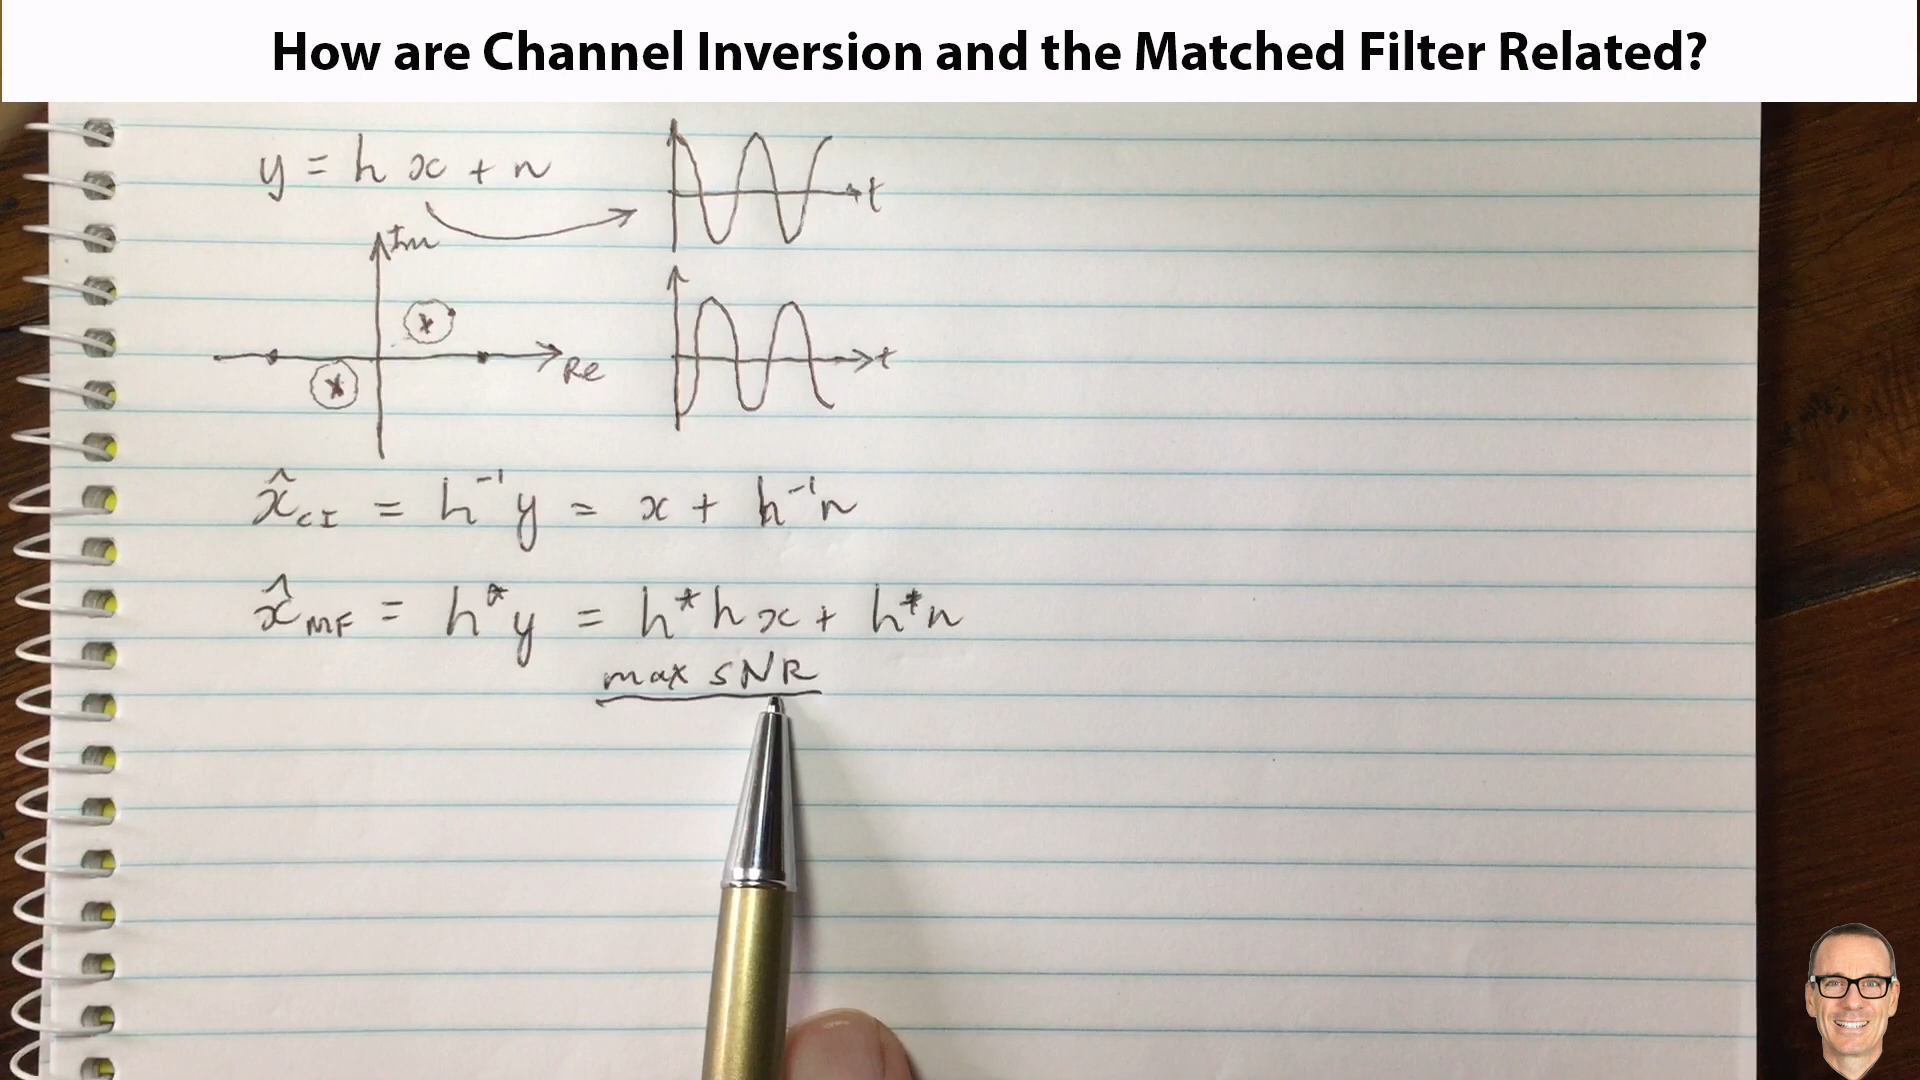 How are Channel Inversion and the Matched Filter Related?
y = h x + n
t
Im
Re
t
x̂_CI = h⁻¹ y = x + h⁻¹ n
x̂_MF = h* y = h* h x + h* n
max SNR